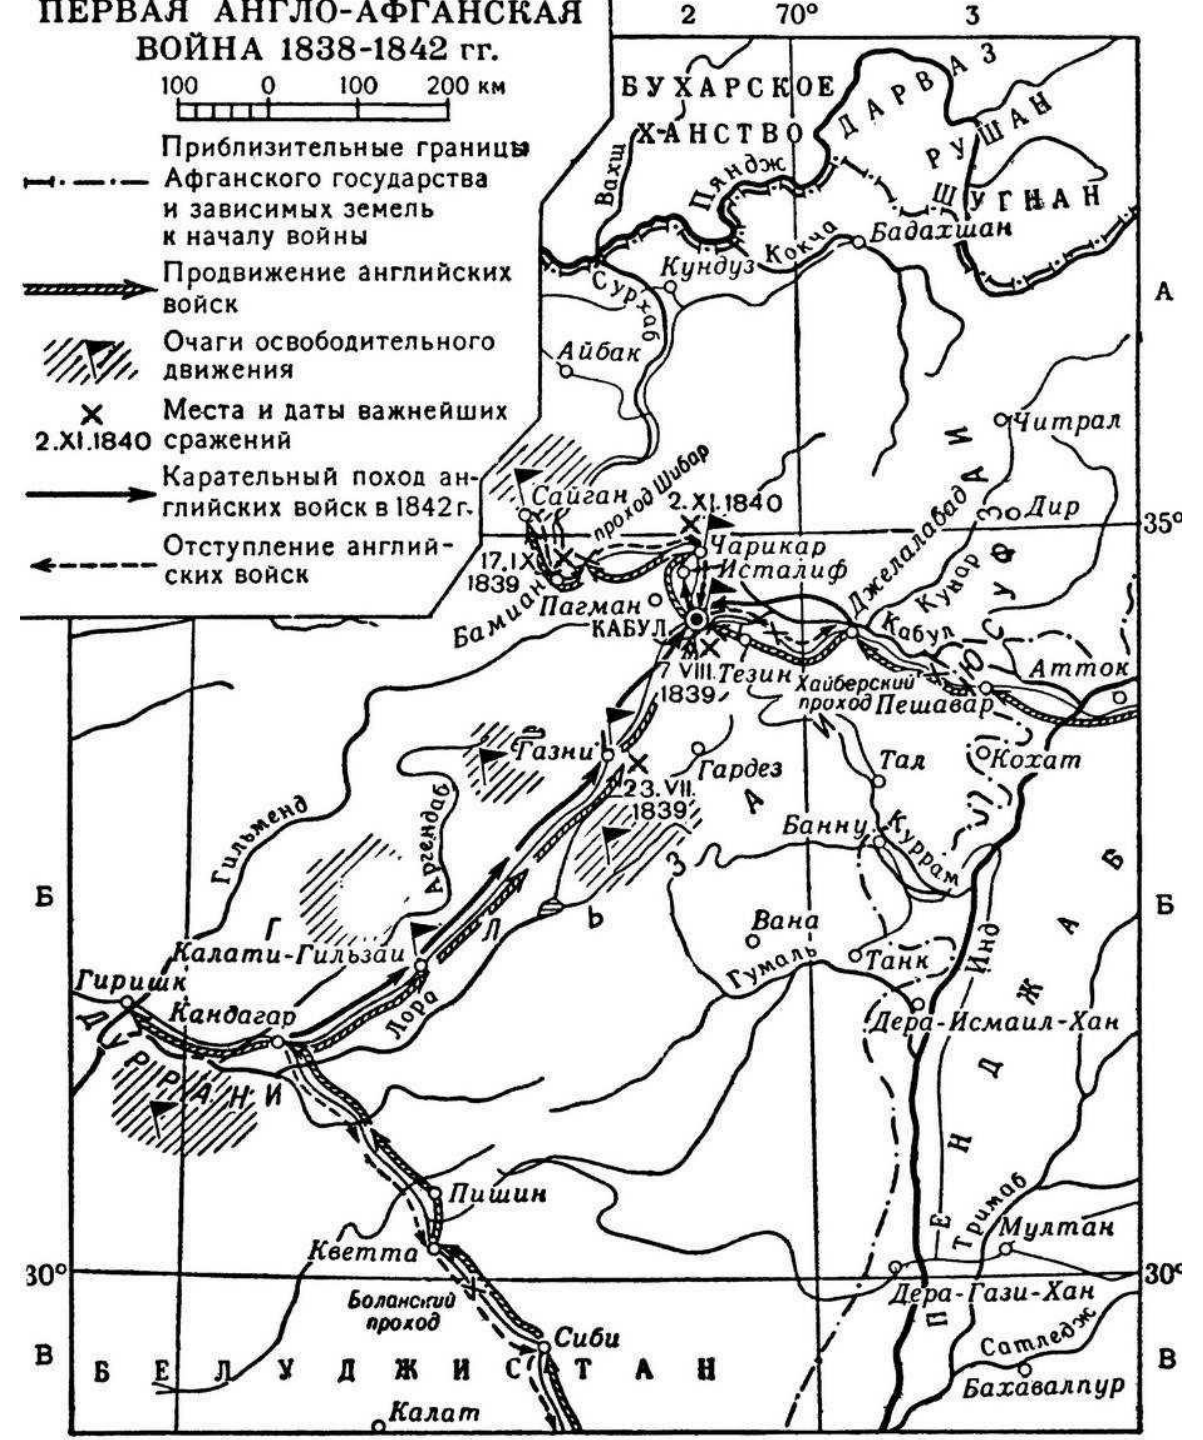 ПЕРВАЯ АНГЛО-АФГАНСКАЯ
ВОЙНА 1838-1842 гг.
100 0 100 200 км
Приблизительные границы
Афганского государства
и зависимых земель
к началу войны
Продвижение английских
войск
Очаги освободительного
движения
Места и даты важнейших
2.XI.1840 сражений
Карательный поход ан-
глийских войск в 1842 г.
Отступление англий-
ских войск
2 70° 3
БУХАРСКОЕ
ХАНСТВО
ДАРВАЗ
РУШАН
ШУГНАН
Вахш
Пяндж
Кокча
Бадахшан
Кундуз
Сурхаб
А
Айбак
Читрал
Сайган
проход Шибар
2.XI.1840
Дир
35°
17.IX
1839
Чарикар
Исталиф
Джелалабад
Кунар
ЮСУФЗАИ
Бамиан
Пагман
КАБУЛ
Кабул
7.VIII.
1839
Тезин
Хайберский
проход
Пешавар
Атток
Газни
Гардез
Тал
Кохат
23.VII.
1839
Гильменд
Аргендаб
Банну
Куррам
Б
Б
Г И Л Ь З А И
Вана
Гумаль
Танк
Инд
Калати-Гильзаи
Гиришк
Кандагар
Лора
Дера-Исмаил-Хан
ДУРРАНИ
ПЕНДЖАБ
Пишин
Тримаб
Мултан
Кветта
30°
30°
Дера-Гази-Хан
Боланский
проход
Сиби
Сатледж
В
В
БЕЛУДЖИСТАН
Бахавалпур
Калат